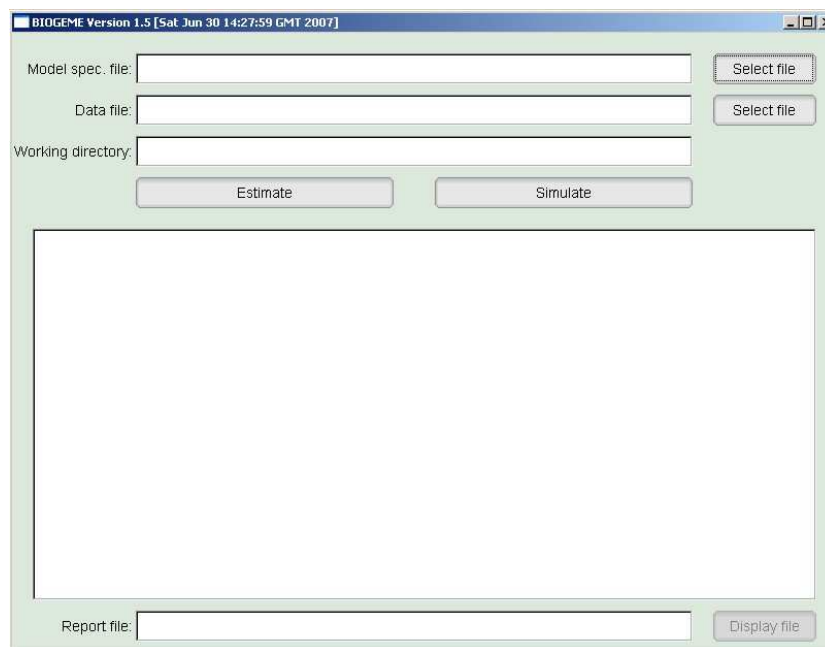 BIOGEME Version 1.5 [Sat Jun 30 14:27:59 GMT 2007]
Model spec. file: Select file
Data file: Select file
Working directory:
Estimate Simulate
Report file: Display file